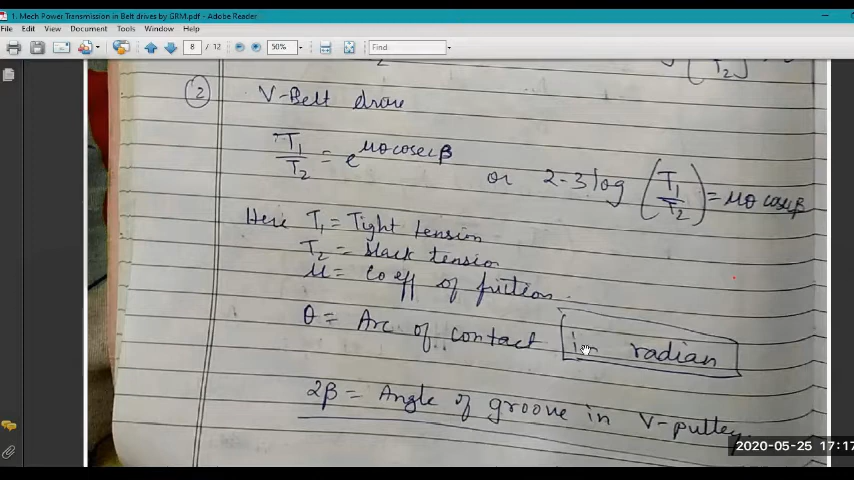 1. Mech Power Transmission in Belt drives by GRM.pdf - Adobe Reader
File Edit View Document Tools Window Help
8 / 12 50% Find
T2
② V-Belt drove
T1/T2 = e^μθcosecβ or 2-3 log (T1/T2) = μθ cosecβ
Here T1 = Tight tension
T2 = slack tension
μ = Coeff of friction.
θ = Arc of contact in radian
2β = Angle of groove in V-pulley.
2020-05-25 17:17